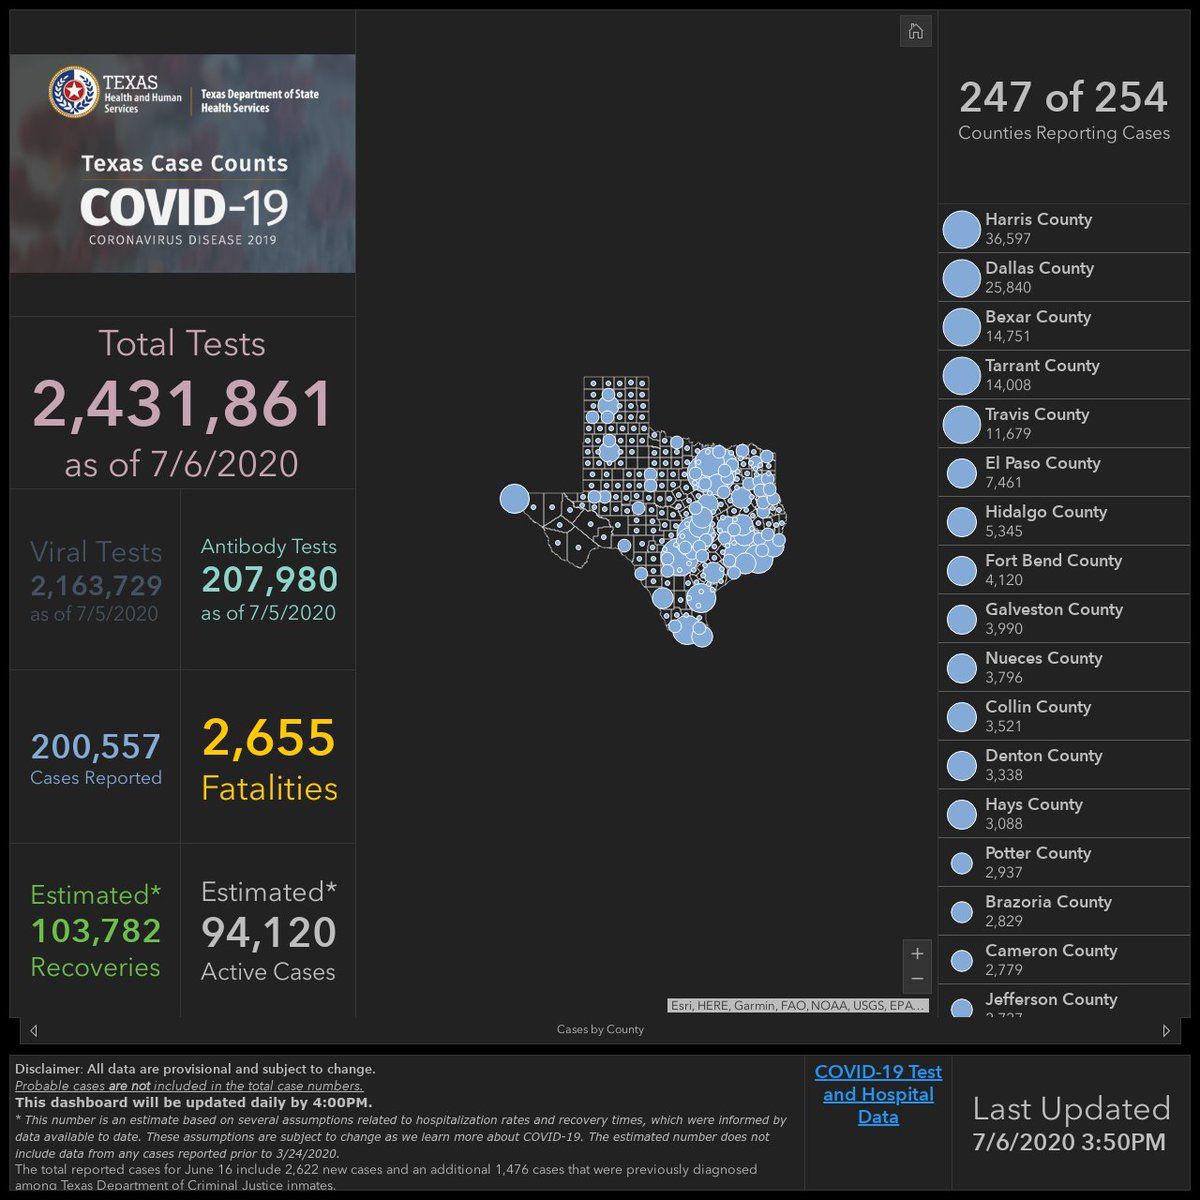 TEXAS
Health and Human
Services
Texas Department of State
Health Services
Texas Case Counts
COVID-19
CORONAVIRUS DISEASE 2019
Total Tests
2,431,861
as of 7/6/2020
Viral Tests
2,163,729
as of 7/5/2020
Antibody Tests
207,980
as of 7/5/2020
200,557
Cases Reported
2,655
Fatalities
Estimated*
103,782
Recoveries
Estimated*
94,120
Active Cases
Esri, HERE, Garmin, FAO, NOAA, USGS, EPA...
Cases by County
247 of 254
Counties Reporting Cases
Harris County
36,597
Dallas County
25,840
Bexar County
14,751
Tarrant County
14,008
Travis County
11,679
El Paso County
7,461
Hidalgo County
5,345
Fort Bend County
4,120
Galveston County
3,990
Nueces County
3,796
Collin County
3,521
Denton County
3,338
Hays County
3,088
Potter County
2,937
Brazoria County
2,829
Cameron County
2,779
Jefferson County
Disclaimer: All data are provisional and subject to change.
Probable cases are not included in the total case numbers.
This dashboard will be updated daily by 4:00PM.
* This number is an estimate based on several assumptions related to hospitalization rates and recovery times, which were informed by
data available to date. These assumptions are subject to change as we learn more about COVID-19. The estimated number does not
include data from any cases reported prior to 3/24/2020.
The total reported cases for June 16 include 2,622 new cases and an additional 1,476 cases that were previously diagnosed
among Texas Department of Criminal Justice inmates.
COVID-19 Test
and Hospital
Data
Last Updated
7/6/2020 3:50PM